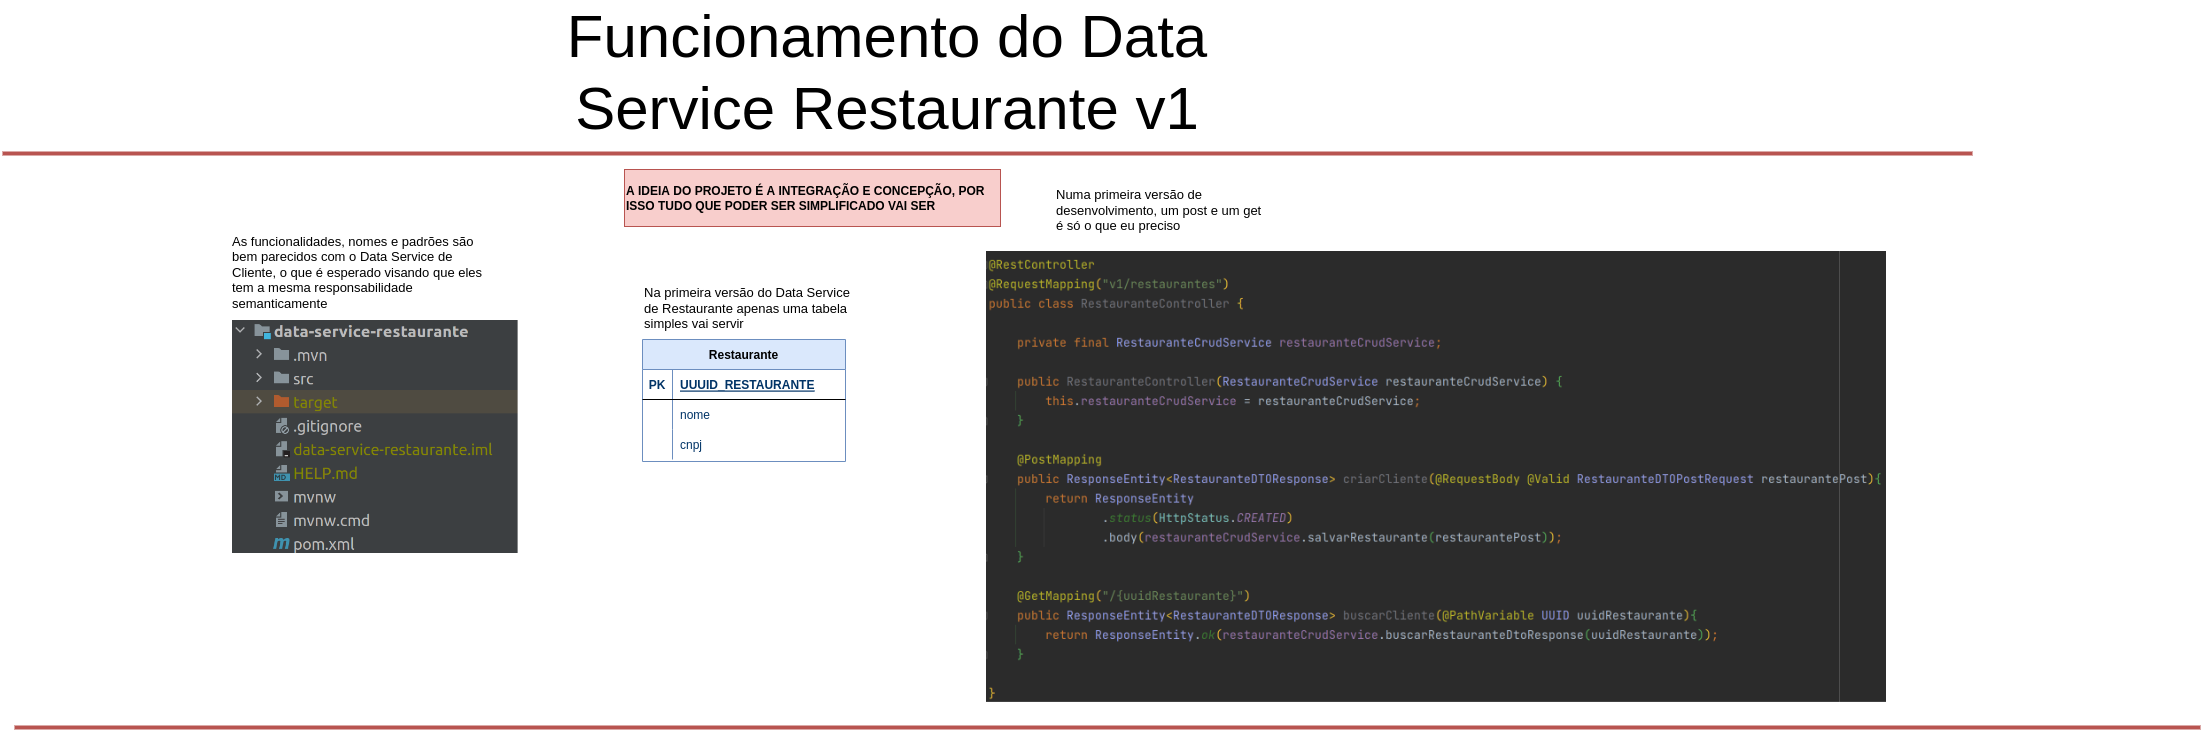 Funcionamento do Data
Service Restaurante v1
A IDEIA DO PROJETO É A INTEGRAÇÃO E CONCEPÇÃO, POR
ISSO TUDO QUE PODER SER SIMPLIFICADO VAI SER
As funcionalidades, nomes e padrões são
bem parecidos com o Data Service de
Cliente, o que é esperado visando que eles
tem a mesma responsabilidade
semanticamente
data-service-restaurante
.mvn
src
target
.gitignore
data-service-restaurante.iml
HELP.md
mvnw
mvnw.cmd
pom.xml
Na primeira versão do Data Service
de Restaurante apenas uma tabela
simples vai servir
Restaurante
PK UUUID_RESTAURANTE
nome
cnpj
Numa primeira versão de
desenvolvimento, um post e um get
é só o que eu preciso
@RestController
@RequestMapping("v1/restaurantes")
public class RestauranteController {
private final RestauranteCrudService restauranteCrudService;
public RestauranteController(RestauranteCrudService restauranteCrudService) {
this.restauranteCrudService = restauranteCrudService;
}
@PostMapping
public ResponseEntity<RestauranteDTOResponse> criarCliente(@RequestBody @Valid RestauranteDTOPostRequest restaurantePost){
return ResponseEntity
.status(HttpStatus.CREATED)
.body(restauranteCrudService.salvarRestaurante(restaurantePost));
}
@GetMapping("/{uuidRestaurante}")
public ResponseEntity<RestauranteDTOResponse> buscarCliente(@PathVariable UUID uuidRestaurante){
return ResponseEntity.ok(restauranteCrudService.buscarRestauranteDtoResponse(uuidRestaurante));
}
}